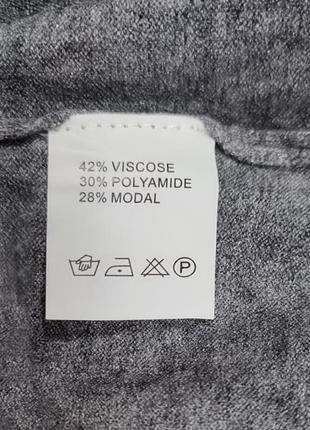 42% VISCOSE
30% POLYAMIDE
28% MODAL
P